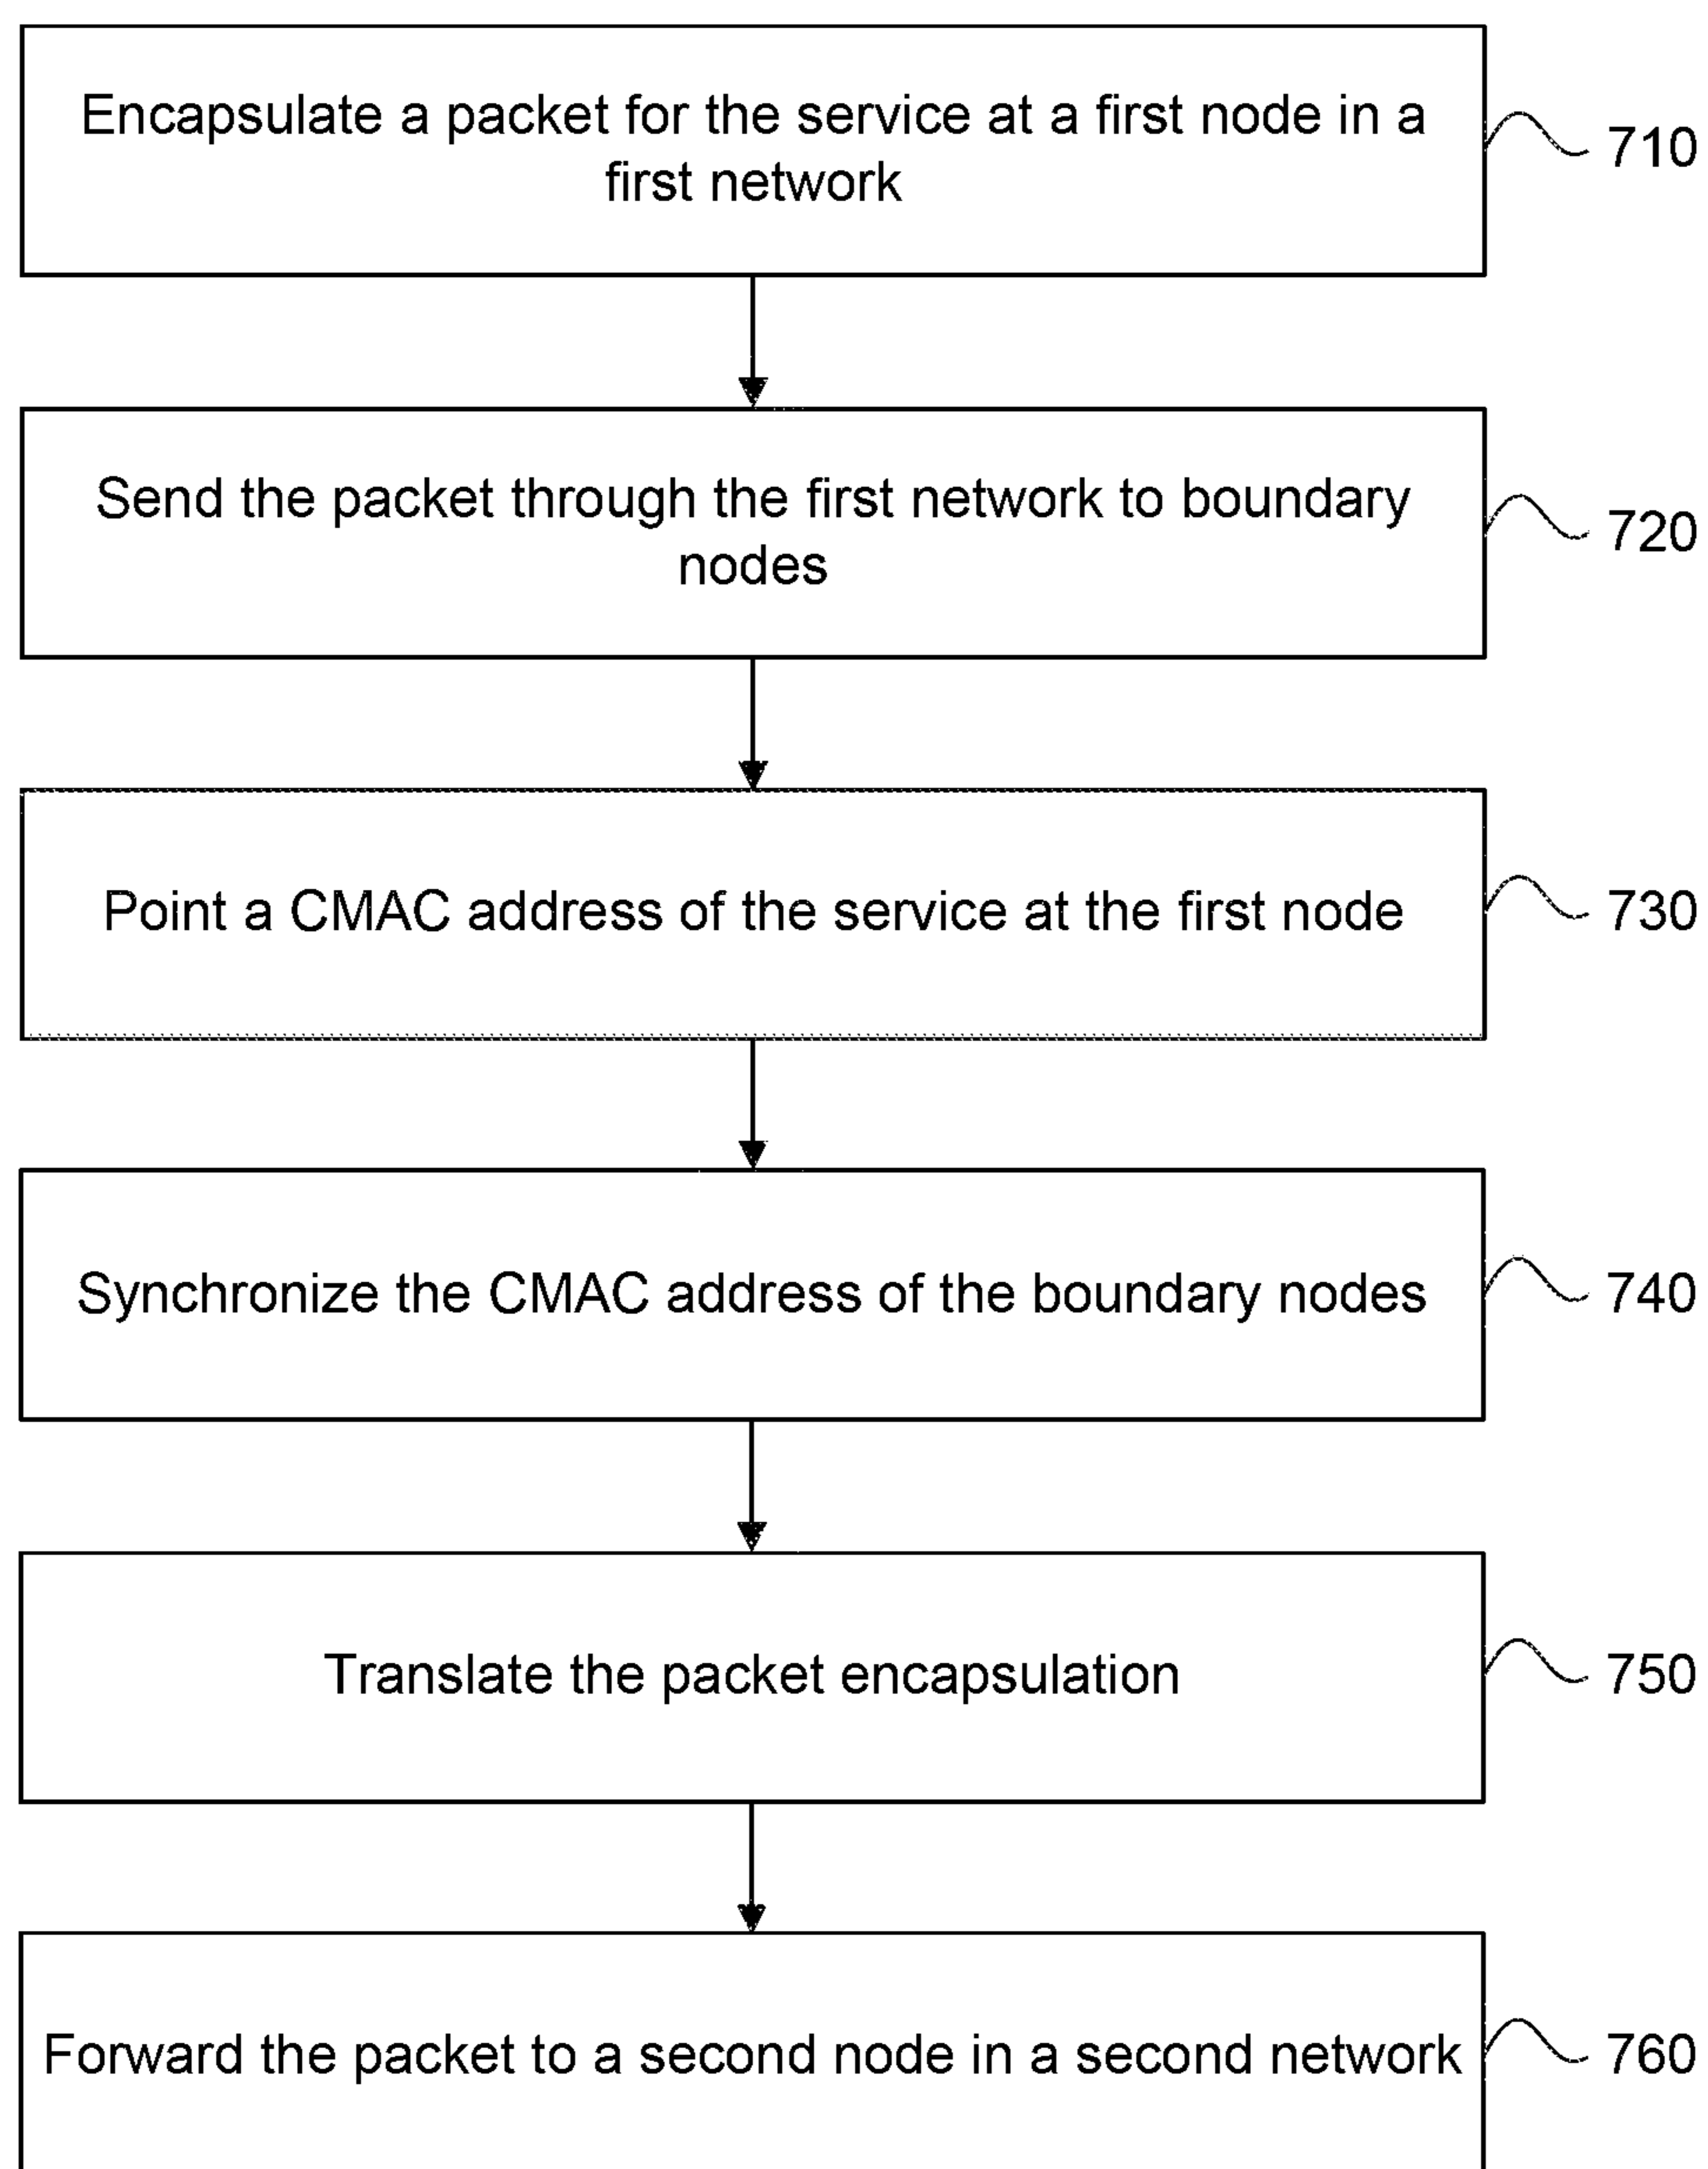 Encapsulate a packet for the service at a first node in a
first network
710
Send the packet through the first network to boundary
nodes
720
Point a CMAC address of the service at the first node
730
Synchronize the CMAC address of the boundary nodes
740
Translate the packet encapsulation
750
Forward the packet to a second node in a second network
760